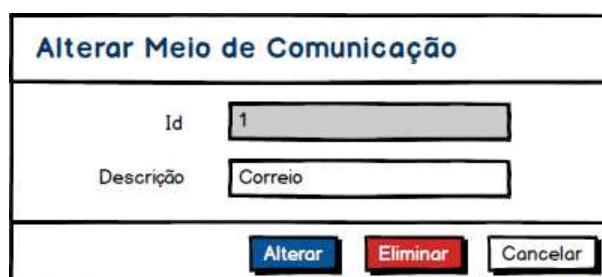 Alterar Meio de Comunicação
Id 1
Descrição Correio
Alterar Eliminar Cancelar